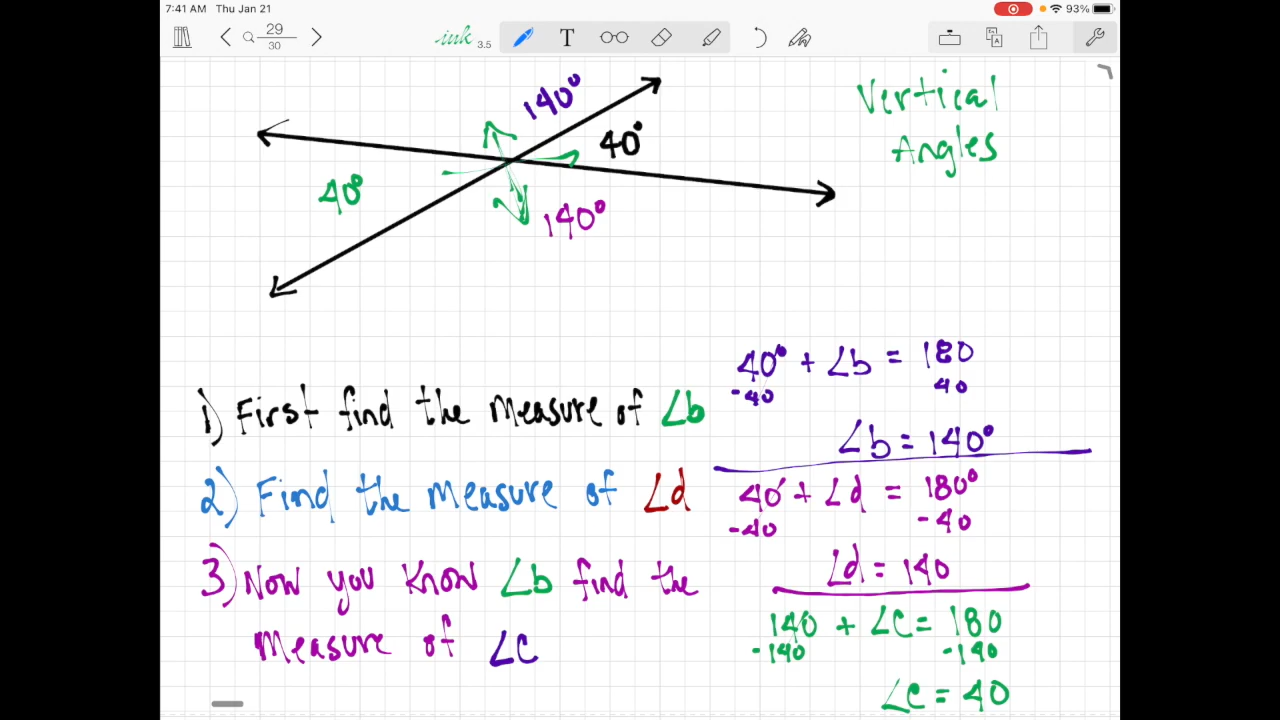 7:41 AM Thu Jan 21
93%
29
30
ink 3.5
T
Vertical
Angles
140°
40°
40°
140°
40° + ∠b = 180
-40 40
∠b = 140°
1) First find the measure of ∠b
2) Find the measure of ∠d
40° + ∠d = 180°
-40 -40
∠d = 140
3) Now you know ∠b find the
measure of ∠c
140 + ∠c = 180
-140 -140
∠c = 40